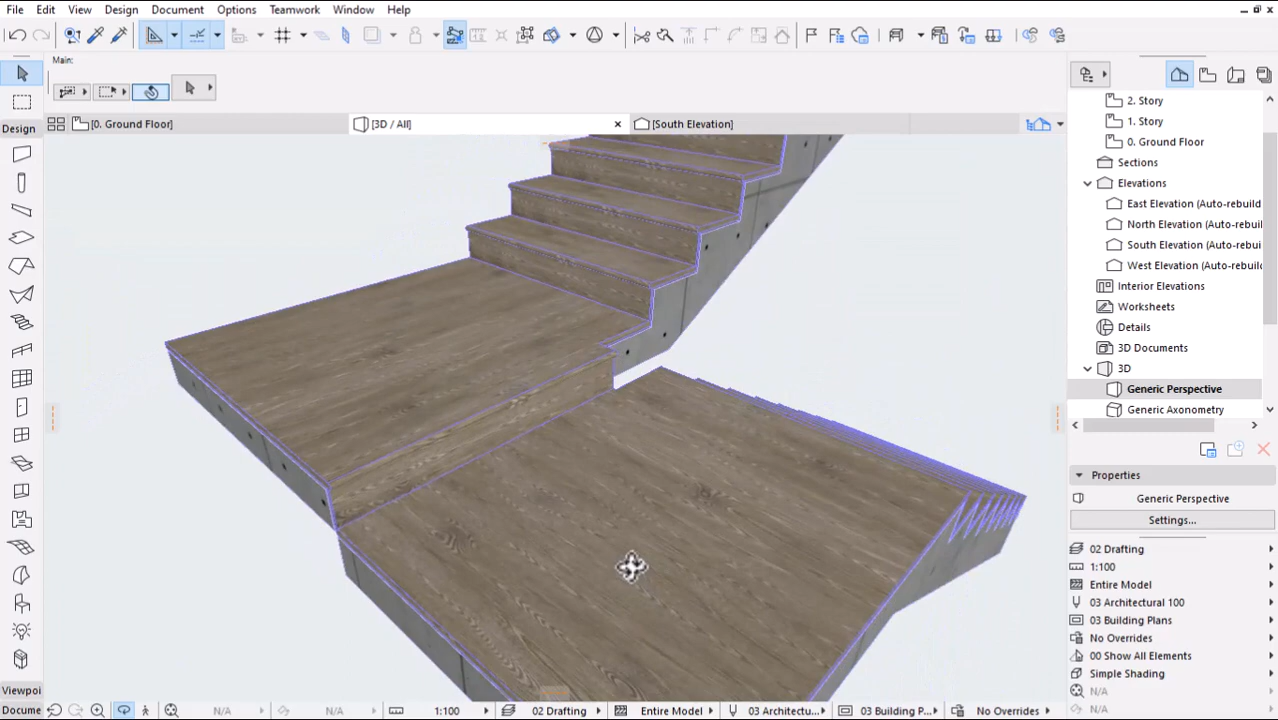 File Edit View Design Document Options Teamwork Window Help
Main:
[0. Ground Floor]
[3D / All]
[South Elevation]
Design
Viewpoi
Docume
2. Story
1. Story
0. Ground Floor
Sections
Elevations
East Elevation (Auto-rebuild
North Elevation (Auto-rebuil
South Elevation (Auto-rebui
West Elevation (Auto-rebuil
Interior Elevations
Worksheets
Details
3D Documents
3D
Generic Perspective
Generic Axonometry
Properties
Generic Perspective
Settings...
02 Drafting
1:100
Entire Model
03 Architectural 100
03 Building Plans
No Overrides
00 Show All Elements
Simple Shading
N/A
N/A
N/A N/A 1:100 02 Drafting Entire Model 03 Architectu... 03 Building P... No Overrides